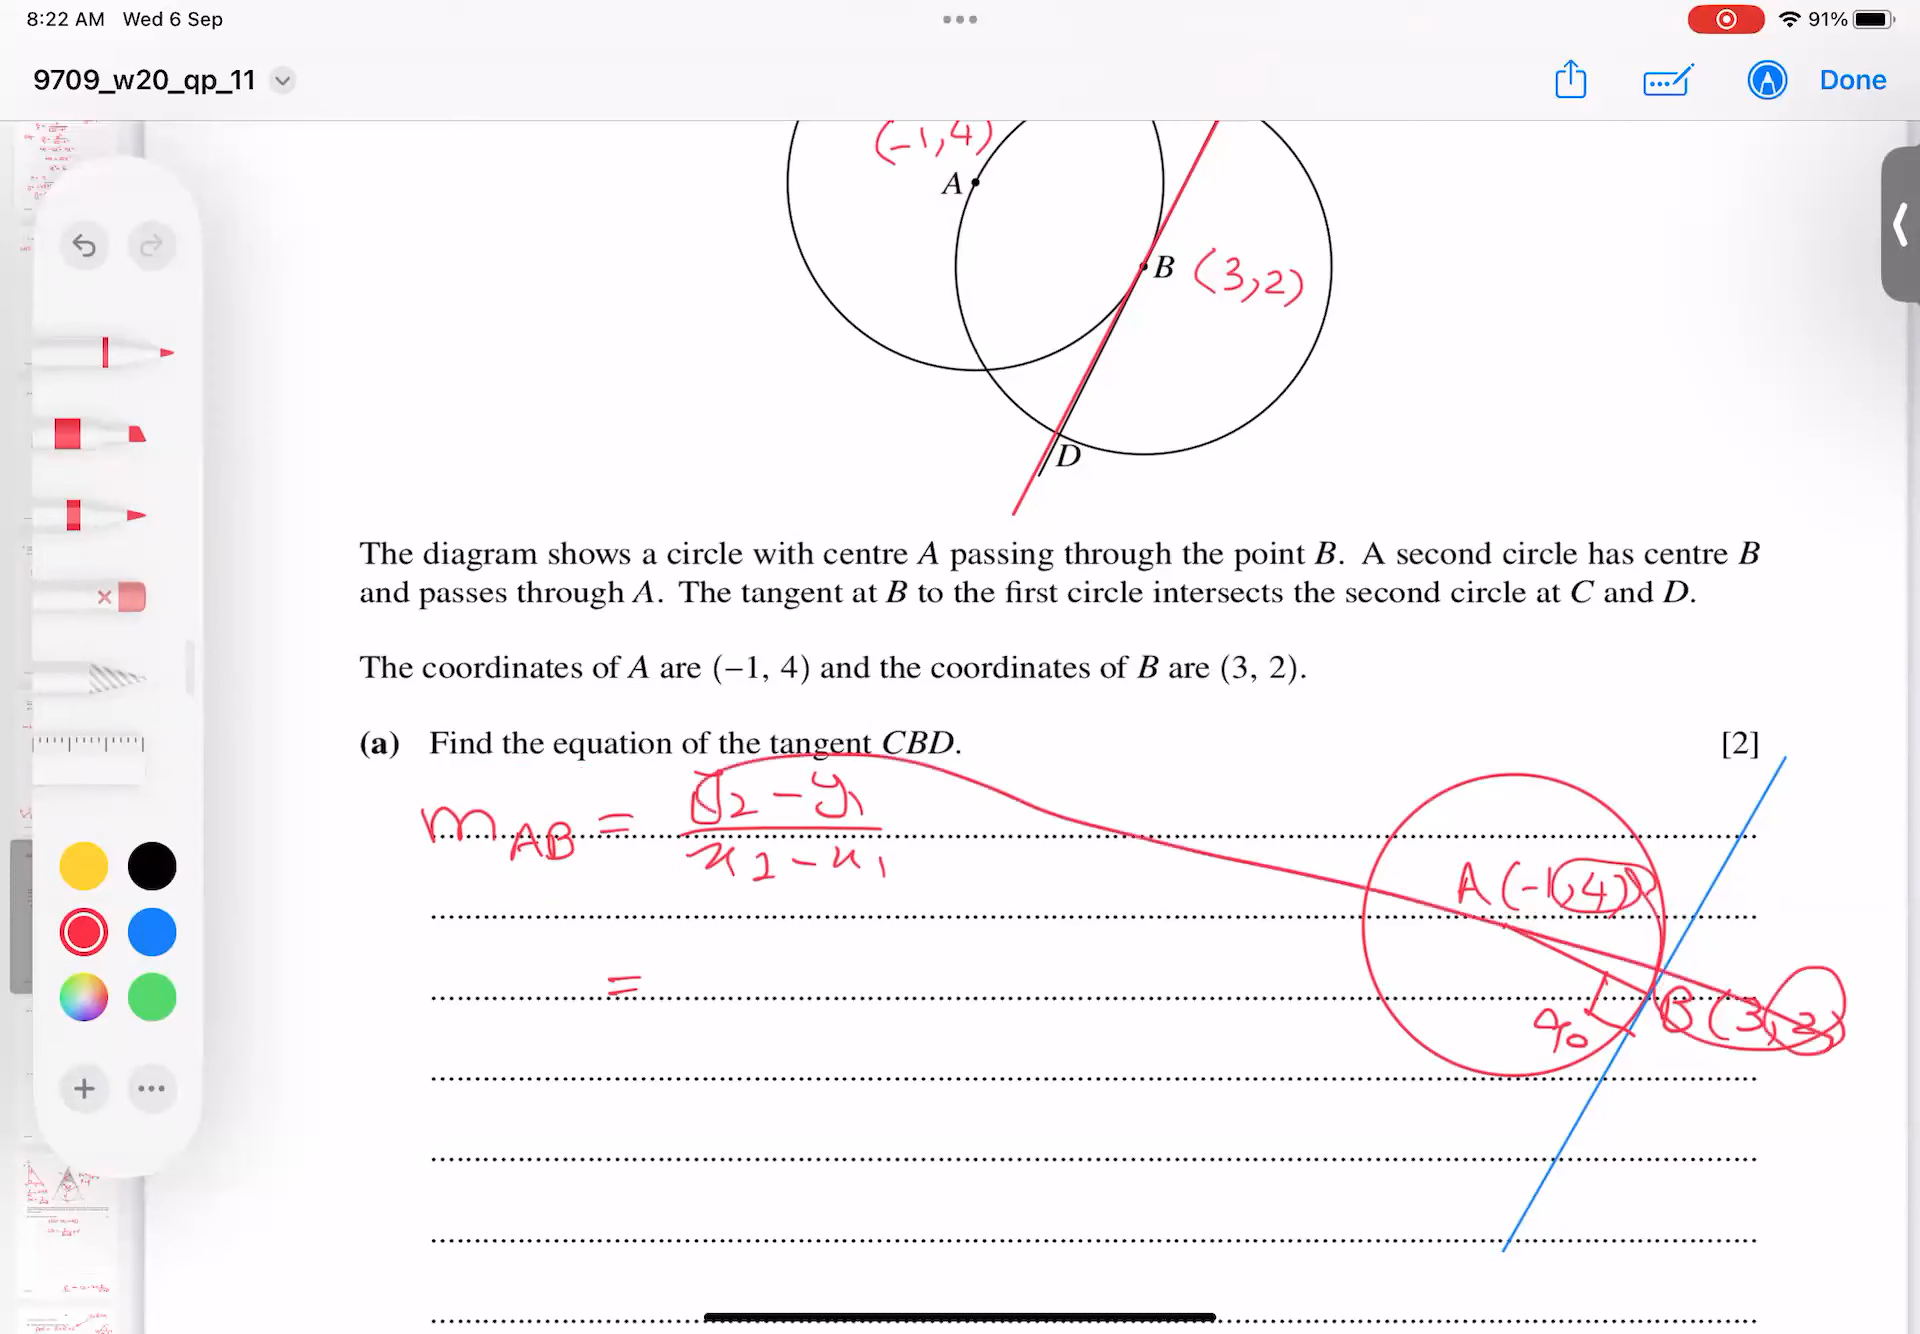 8:22 AM Wed 6 Sep
91%
9709_w20_qp_11
Done
(-1,4)
A
B (3,2)
D
The diagram shows a circle with centre A passing through the point B. A second circle has centre B
and passes through A. The tangent at B to the first circle intersects the second circle at C and D.
The coordinates of A are (−1, 4) and the coordinates of B are (3, 2).
(a) Find the equation of the tangent CBD. [2]
m AB = y2 - y1
x2 - x1
A (-1,4)
=
B (3,2)
90